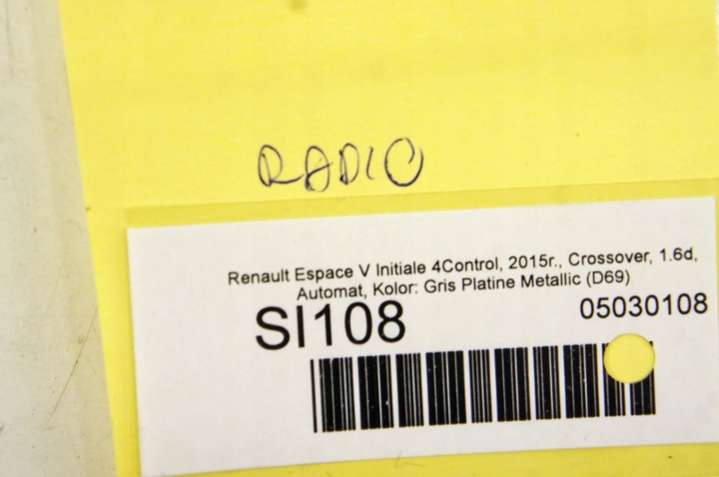 RADIO
Renault Espace V Initiale 4Control, 2015r., Crossover, 1.6d,
Automat, Kolor: Gris Platine Metallic (D69)
SI108 05030108